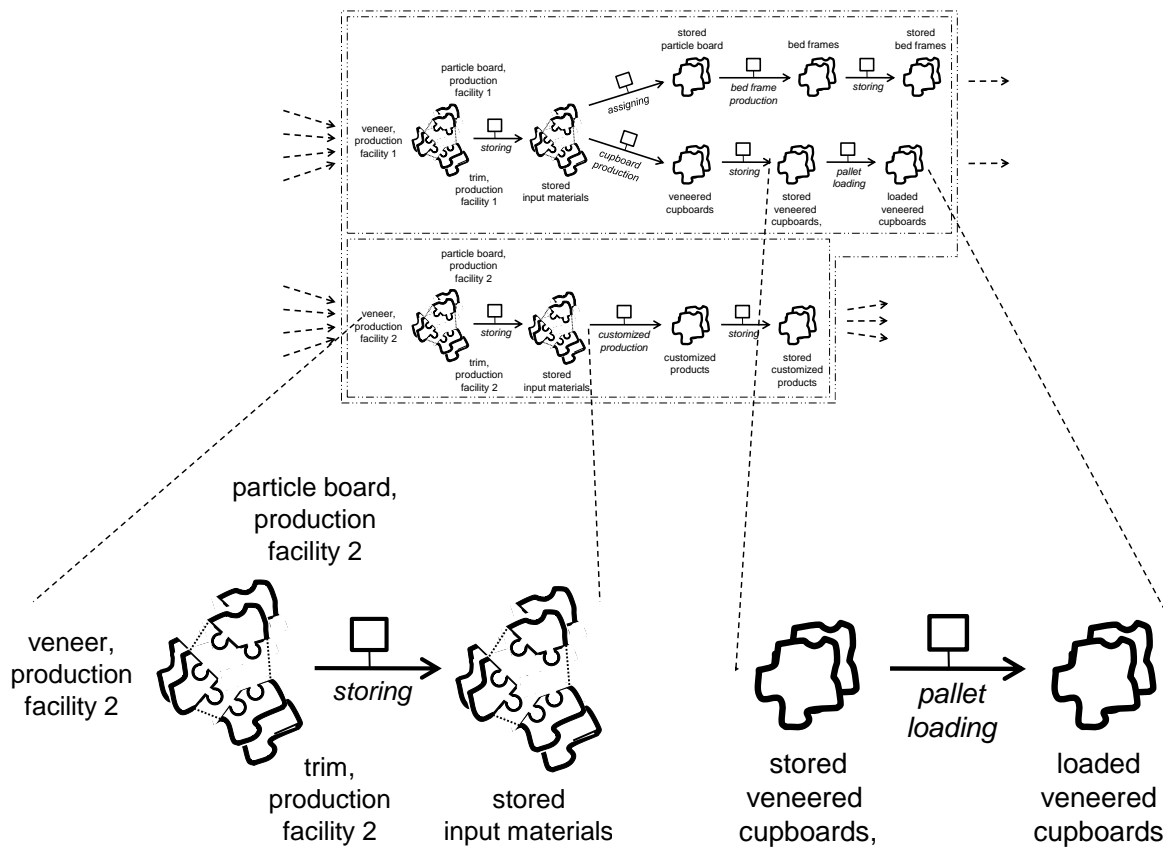 stored
particle board
bed frames
stored
bed frames
particle board,
production
facility 1
assigning
bed frame
production
storing
veneer,
production
facility 1
storing
cupboard
production
storing
pallet
loading
trim,
production
facility 1
stored
input materials
veneered
cupboards
stored
veneered
cupboards,
loaded
veneered
cupboards
particle board,
production
facility 2
veneer,
production
facility 2
storing
customized
production
storing
trim,
production
facility 2
stored
input materials
customized
products
stored
customized
products
particle board,
production
facility 2
veneer,
production
facility 2
storing
pallet
loading
trim,
production
facility 2
stored
input materials
stored
veneered
cupboards,
loaded
veneered
cupboards